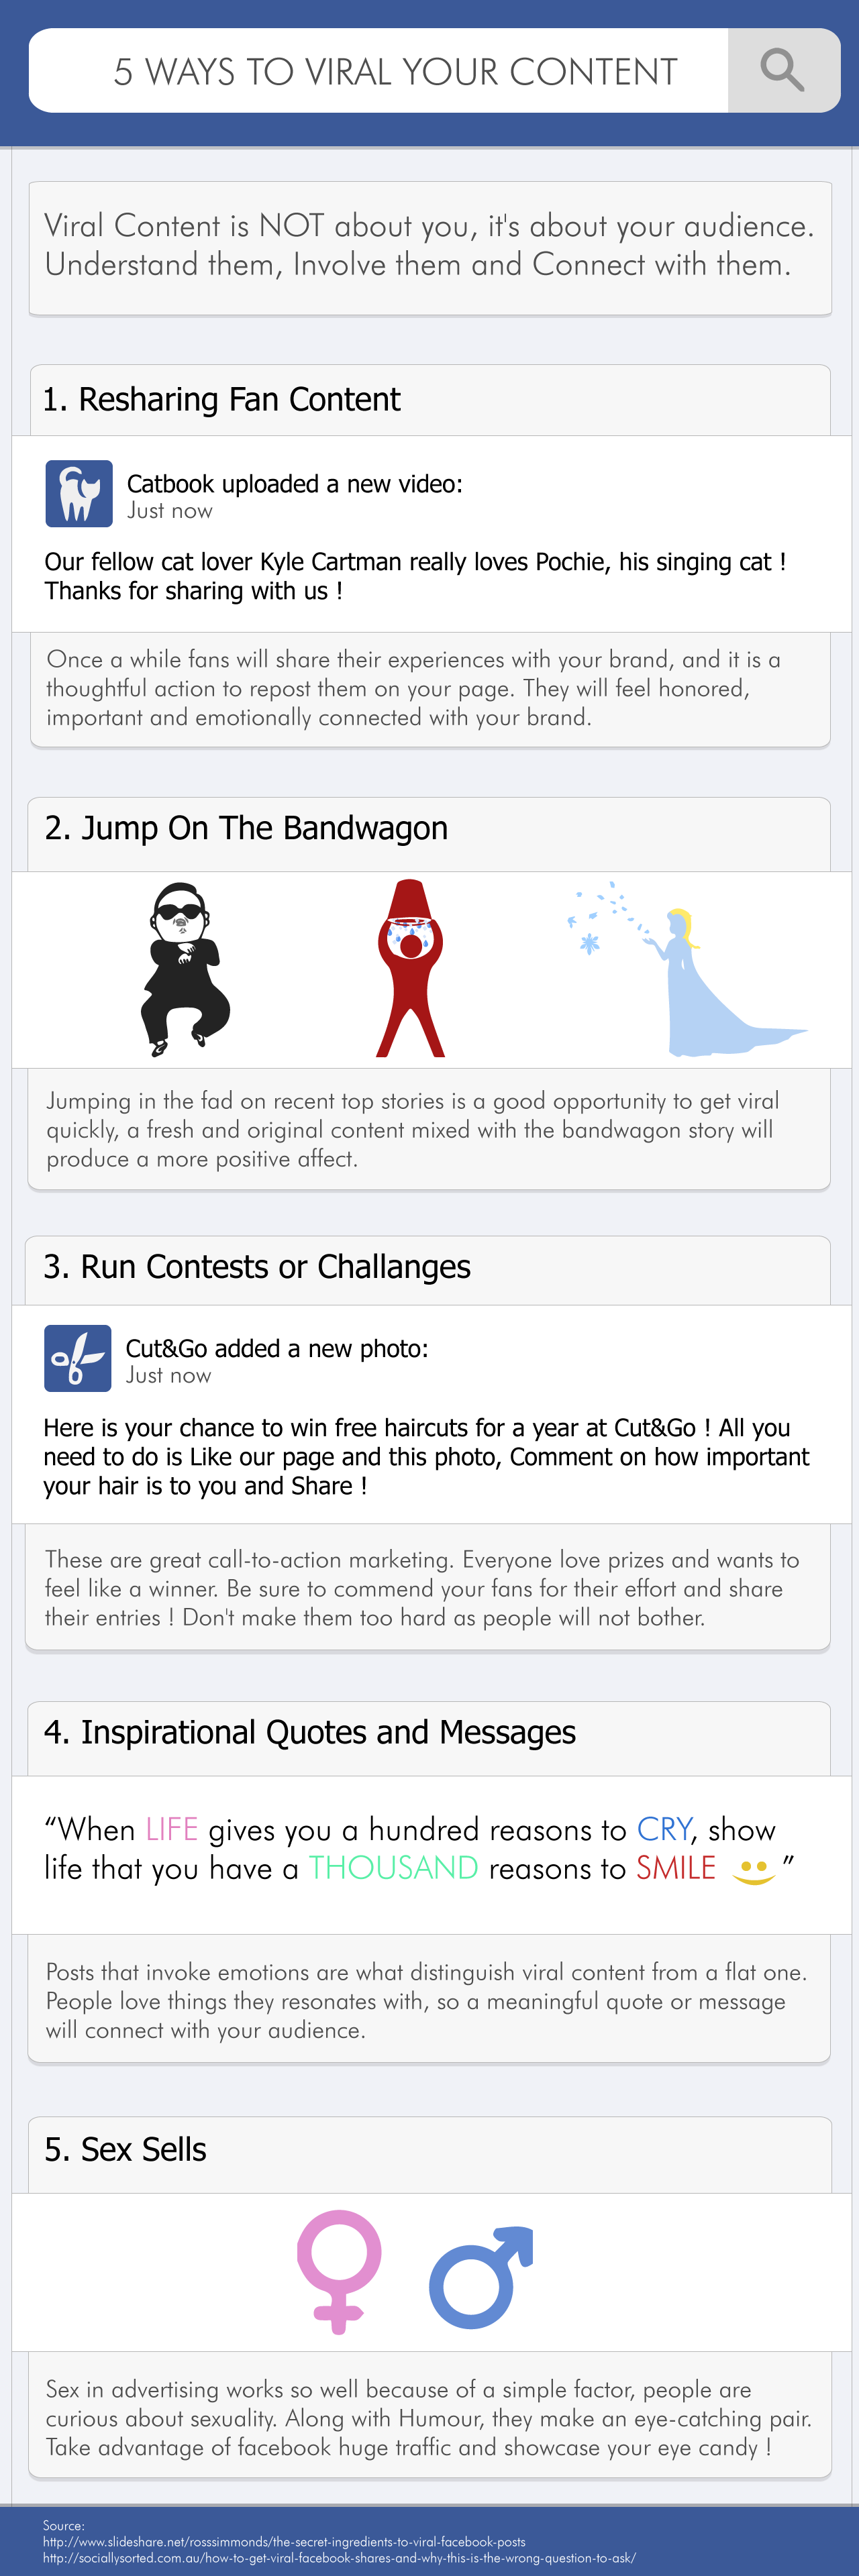 5 WAYS TO VIRAL YOUR CONTENT
Viral Content is NOT about you, it's about your audience.
Understand them, Involve them and Connect with them.
1. Resharing Fan Content
Catbook uploaded a new video:
Just now
Our fellow cat lover Kyle Cartman really loves Pochie, his singing cat !
Thanks for sharing with us !
Once a while fans will share their experiences with your brand, and it is a
thoughtful action to repost them on your page. They will feel honored,
important and emotionally connected with your brand.
2. Jump On The Bandwagon
Jumping in the fad on recent top stories is a good opportunity to get viral
quickly, a fresh and original content mixed with the bandwagon story will
produce a more positive affect.
3. Run Contests or Challanges
Cut&Go added a new photo:
Just now
Here is your chance to win free haircuts for a year at Cut&Go ! All you
need to do is Like our page and this photo, Comment on how important
your hair is to you and Share !
These are great call-to-action marketing. Everyone love prizes and wants to
feel like a winner. Be sure to commend your fans for their effort and share
their entries ! Don't make them too hard as people will not bother.
4. Inspirational Quotes and Messages
“When LIFE gives you a hundred reasons to CRY, show
life that you have a THOUSAND reasons to SMILE ”
Posts that invoke emotions are what distinguish viral content from a flat one.
People love things they resonates with, so a meaningful quote or message
will connect with your audience.
5. Sex Sells
Sex in advertising works so well because of a simple factor, people are
curious about sexuality. Along with Humour, they make an eye-catching pair.
Take advantage of facebook huge traffic and showcase your eye candy !
Source:
http://www.slideshare.net/rosssimmonds/the-secret-ingredients-to-viral-facebook-posts
http://sociallysorted.com.au/how-to-get-viral-facebook-shares-and-why-this-is-the-wrong-question-to-ask/